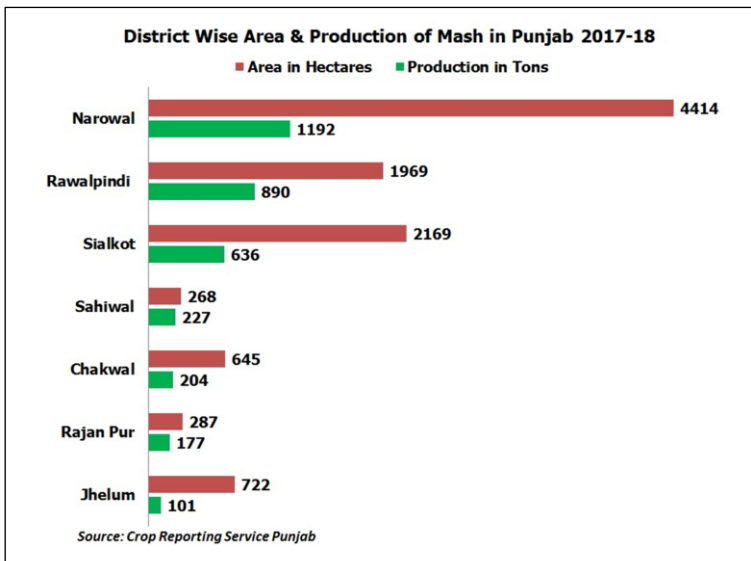 District Wise Area & Production of Mash in Punjab 2017-18
Area in Hectares Production in Tons
Narowal
4414
1192
Rawalpindi
1969
890
Sialkot
2169
636
Sahiwal
268
227
Chakwal
645
204
Rajan Pur
287
177
Jhelum
722
101
Source: Crop Reporting Service Punjab